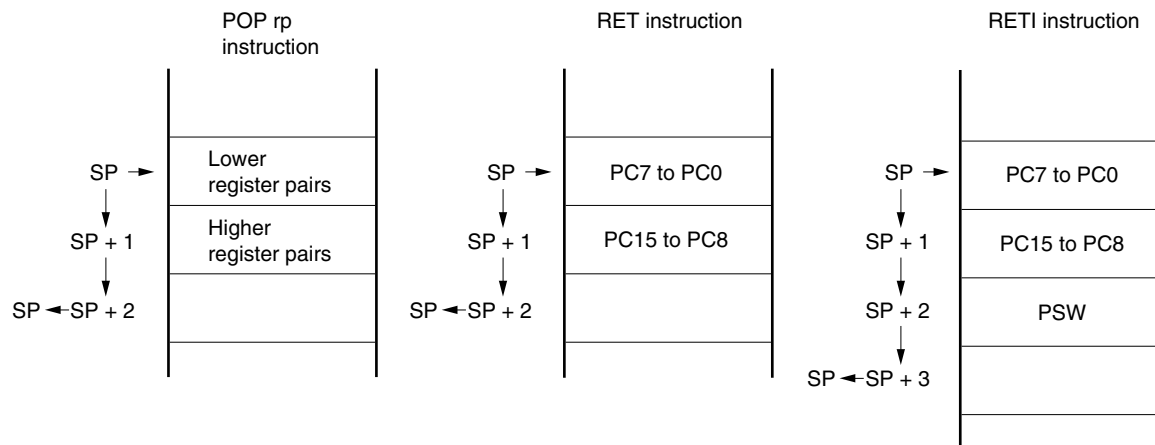 POP rp
instruction
RET instruction
RETI instruction
SP
Lower
register pairs
SP + 1
Higher
register pairs
SP
SP + 2
SP
PC7 to PC0
SP + 1
PC15 to PC8
SP
SP + 2
SP
PC7 to PC0
SP + 1
PC15 to PC8
SP + 2
PSW
SP
SP + 3